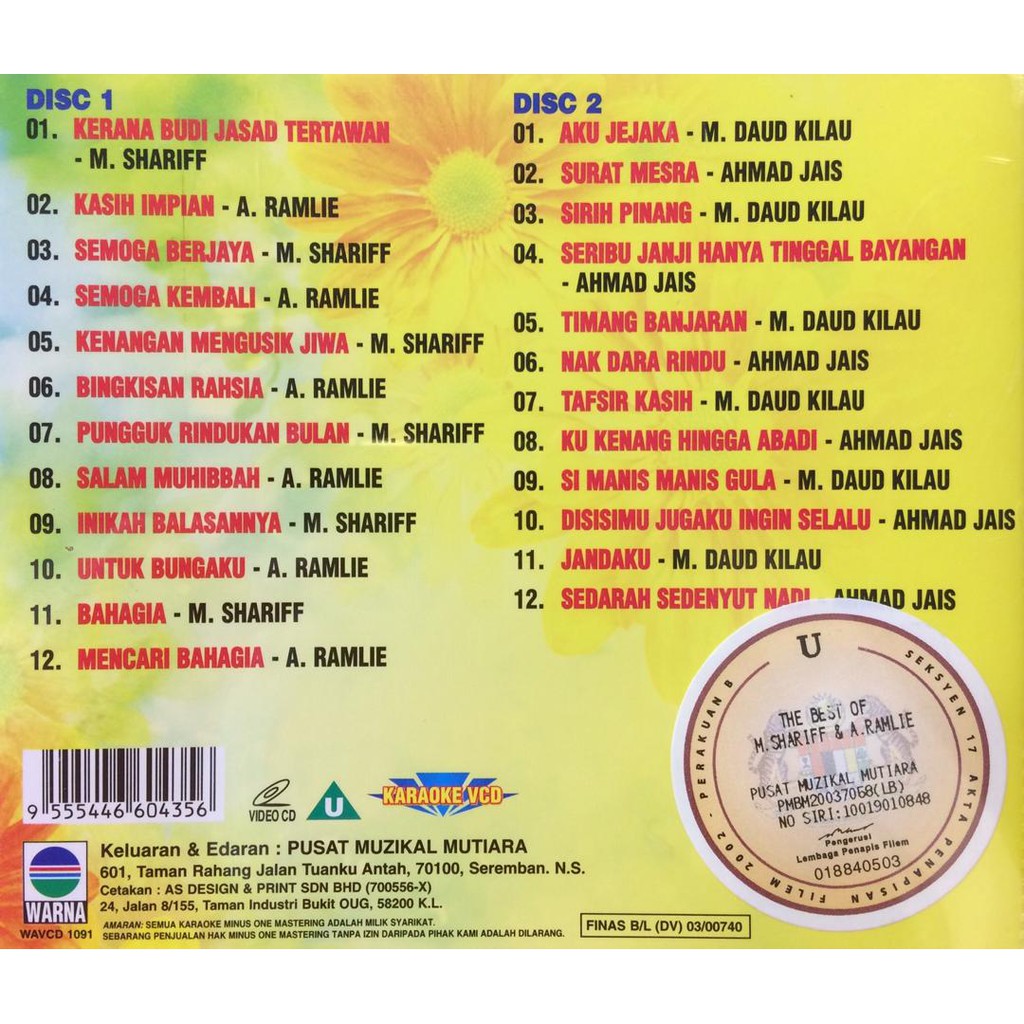 DISC 1
01. KERANA BUDI JASAD TERTAWAN
- M. SHARIFF
02. KASIH IMPIAN - A. RAMLIE
03. SEMOGA BERJAYA - M. SHARIFF
04. SEMOGA KEMBALI - A. RAMLIE
05. KENANGAN MENGUSIK JIWA - M. SHARIFF
06. BINGKISAN RAHSIA - A. RAMLIE
07. PUNGGUK RINDUKAN BULAN - M. SHARIFF
08. SALAM MUHIBBAH - A. RAMLIE
09. INIKAH BALASANNYA - M. SHARIFF
10. UNTUK BUNGAKU - A. RAMLIE
11. BAHAGIA - M. SHARIFF
12. MENCARI BAHAGIA - A. RAMLIE
DISC 2
01. AKU JEJAKA - M. DAUD KILAU
02. SURAT MESRA - AHMAD JAIS
03. SIRIH PINANG - M. DAUD KILAU
04. SERIBU JANJI HANYA TINGGAL BAYANGAN
- AHMAD JAIS
05. TIMANG BANJARAN - M. DAUD KILAU
06. NAK DARA RINDU - AHMAD JAIS
07. TAFSIR KASIH - M. DAUD KILAU
08. KU KENANG HINGGA ABADI - AHMAD JAIS
09. SI MANIS MANIS GULA - M. DAUD KILAU
10. DISISIMU JUGAKU INGIN SELALU - AHMAD JAIS
11. JANDAKU - M. DAUD KILAU
12. SEDARAH SEDENYUT NADI - AHMAD JAIS
U
PERAKUAN B
SEKSYEN 17 AKTA PENAPISAN FILEM 2002
THE BEST OF
M.SHARIFF & A.RAMLIE
PUSAT MUZIKAL MUTIARA
PMBM20037068(LB)
NO SIRI:10019010848
Pengerusi
Lembaga Penapis Filem
018840503
9 555446 604356
VIDEO CD
U
KARAOKE VCD
WARNA
WAVCD 1091
Keluaran & Edaran : PUSAT MUZIKAL MUTIARA
601, Taman Rahang Jalan Tuanku Antah, 70100, Seremban. N.S.
Cetakan : AS DESIGN & PRINT SDN BHD (700556-X)
24, Jalan 8/155, Taman Industri Bukit OUG, 58200 K.L.
AMARAN: SEMUA KARAOKE MINUS ONE MASTERING ADALAH MILIK SYARIKAT.
SEBARANG PENJUALAN HAK MINUS ONE MASTERING TANPA IZIN DARIPADA PIHAK KAMI ADALAH DILARANG.
FINAS B/L (DV) 03/00740